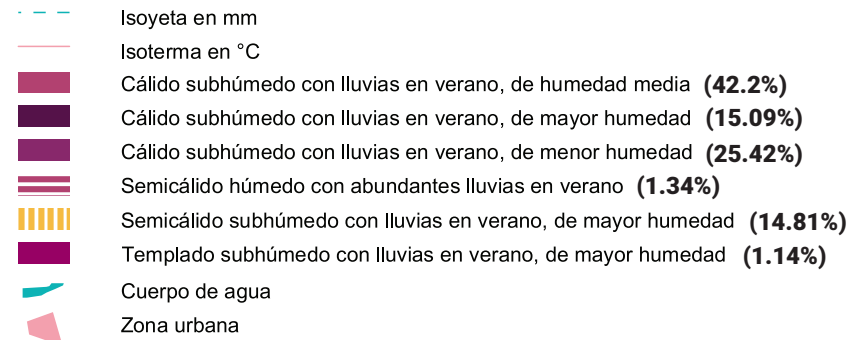 Isoyeta en mm
Isoterma en °C
Cálido subhúmedo con lluvias en verano, de humedad media (42.2%)
Cálido subhúmedo con lluvias en verano, de mayor humedad (15.09%)
Cálido subhúmedo con lluvias en verano, de menor humedad (25.42%)
Semicálido húmedo con abundantes lluvias en verano (1.34%)
Semicálido subhúmedo con lluvias en verano, de mayor humedad (14.81%)
Templado subhúmedo con lluvias en verano, de mayor humedad (1.14%)
Cuerpo de agua
Zona urbana